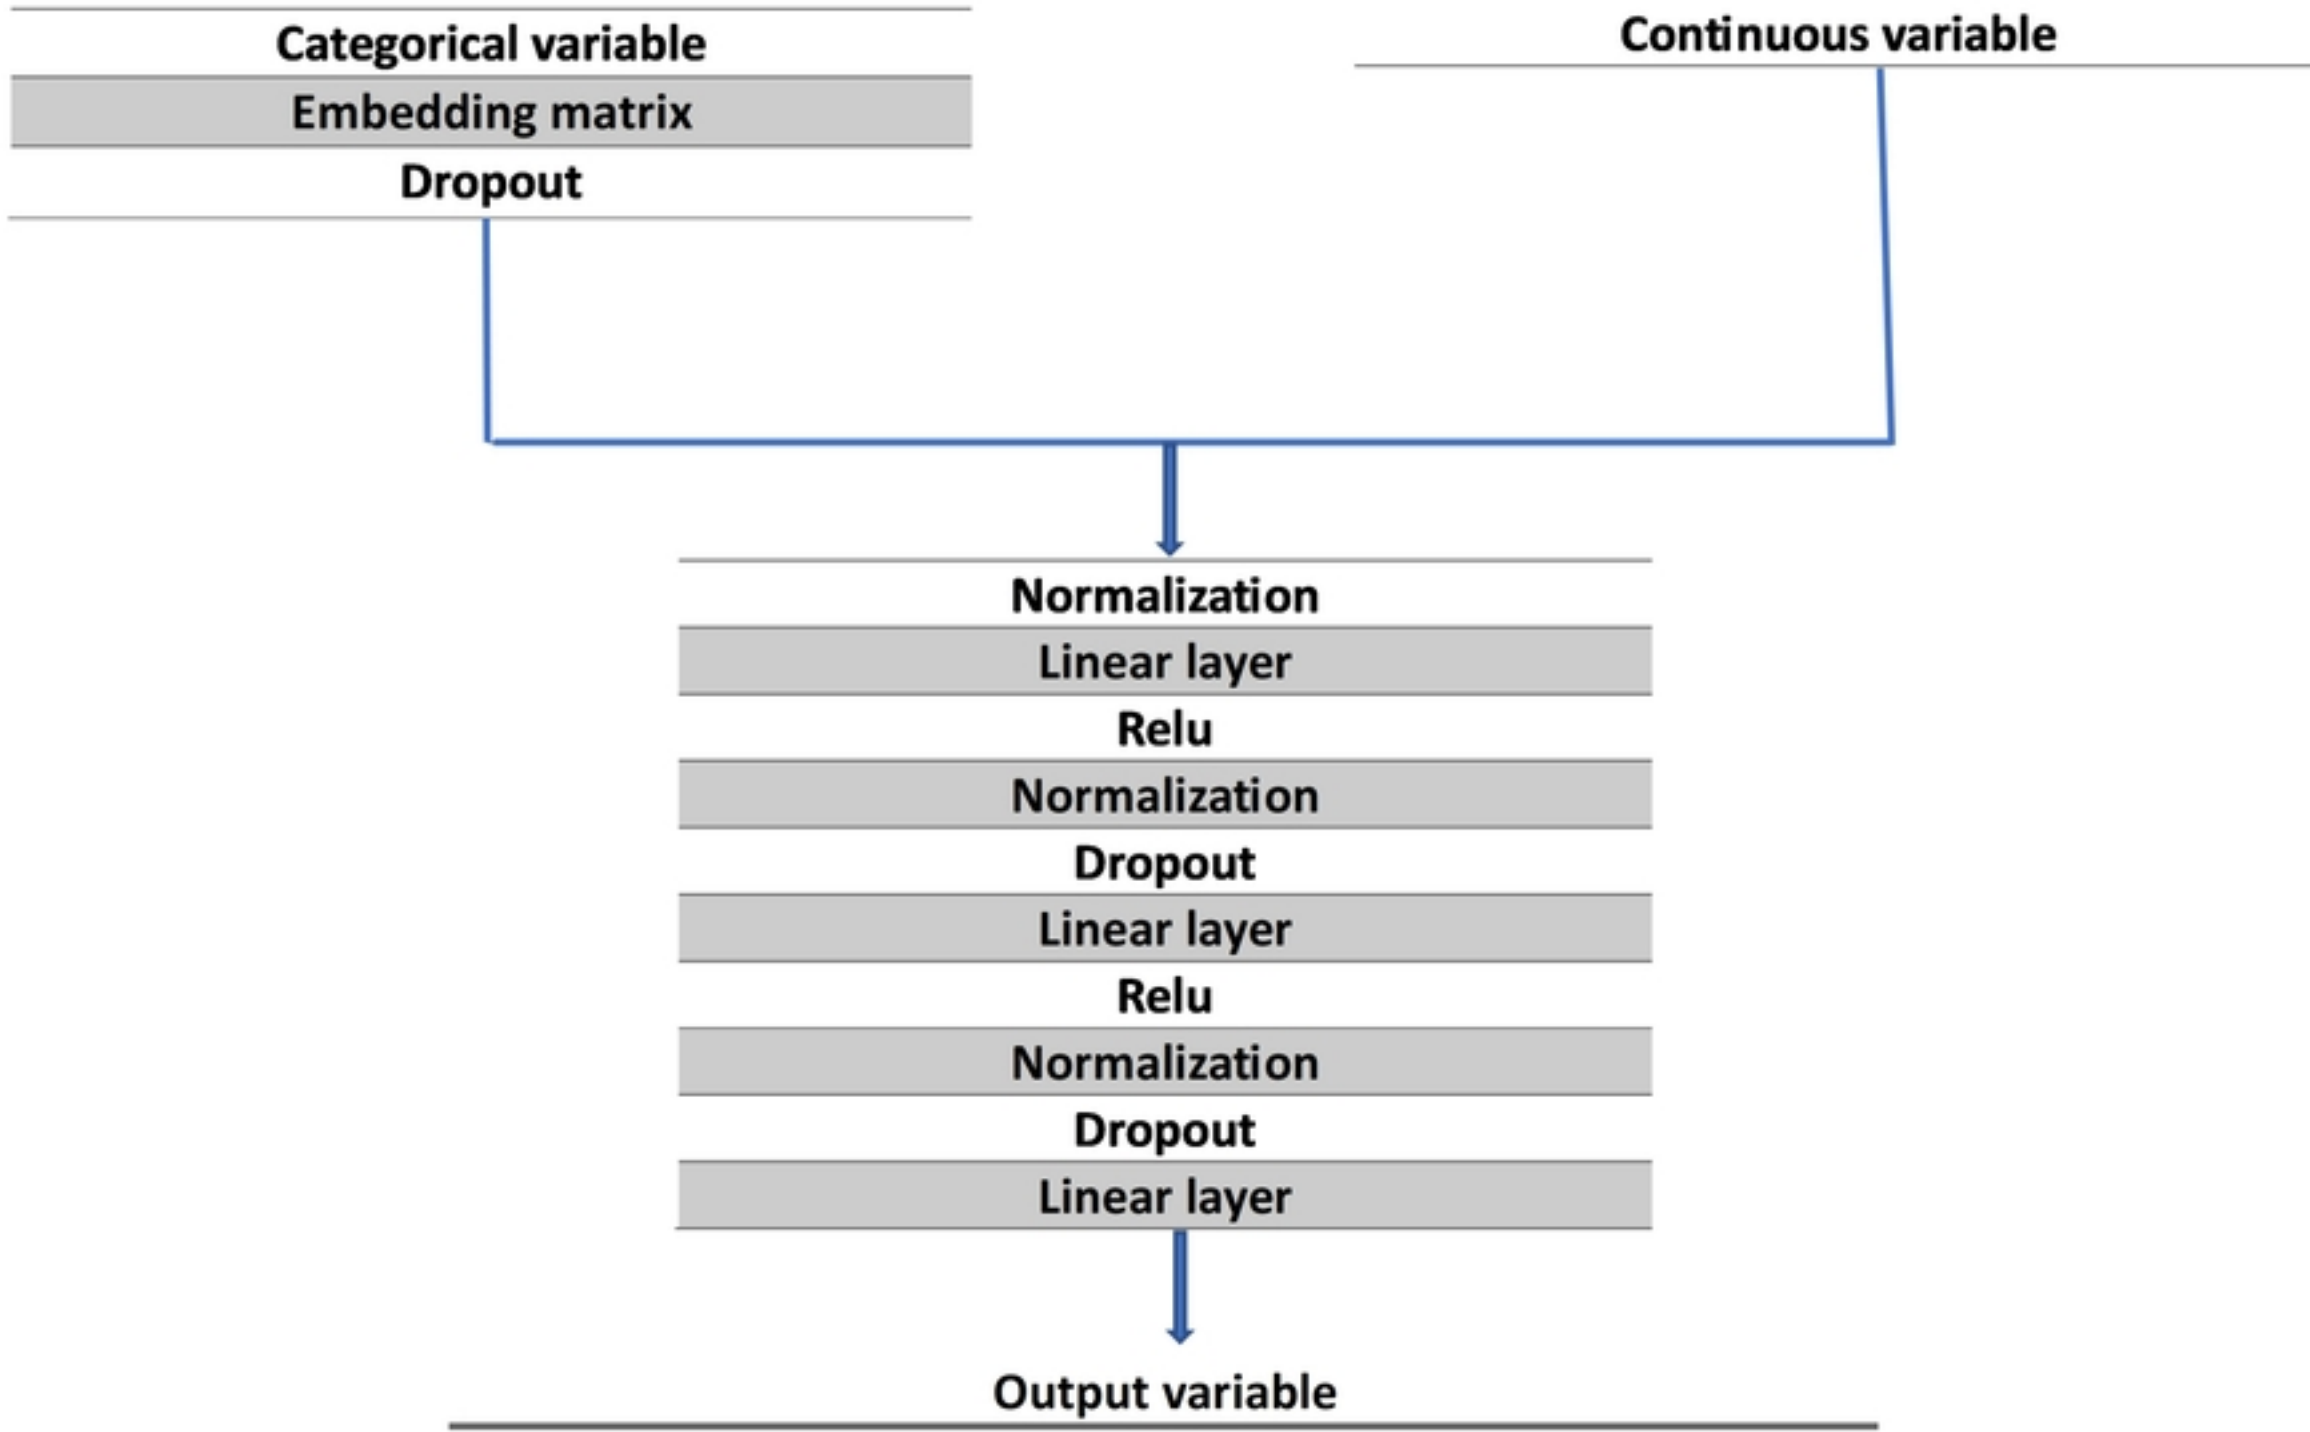 Categorical variable
Embedding matrix
Dropout
Continuous variable
Normalization
Linear layer
Relu
Normalization
Dropout
Linear layer
Relu
Normalization
Dropout
Linear layer
Output variable